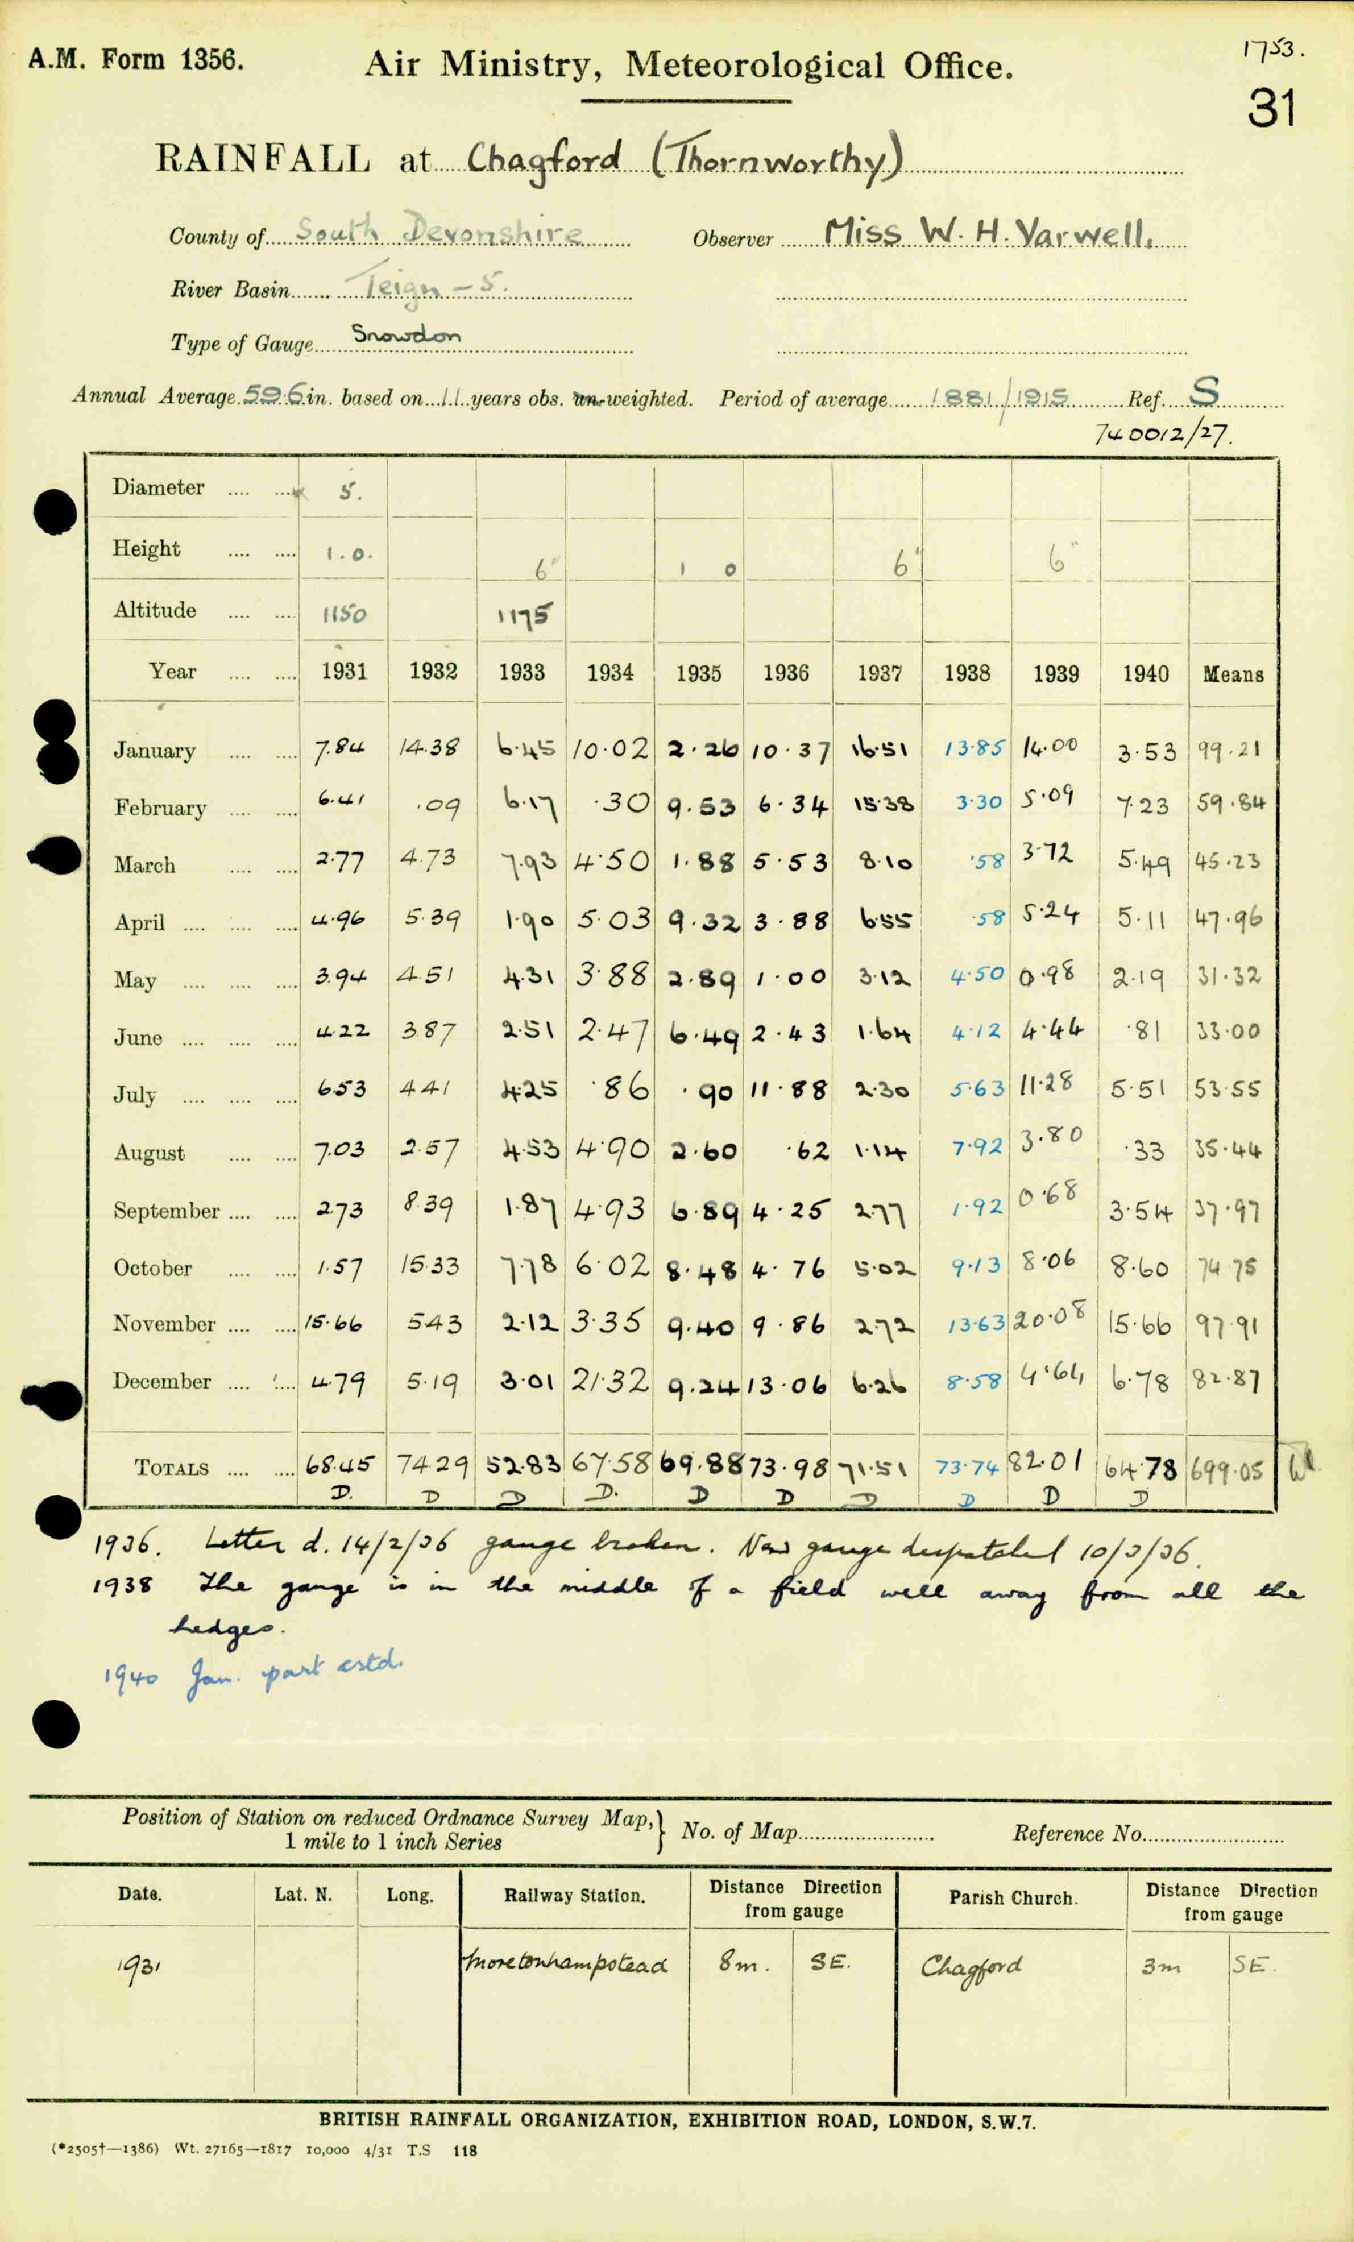 1753.
A.M. Form 1356. Air Ministry, Meteorological Office.
31
RAINFALL at Chagford (Thornworthy)
County of South Devonshire Observer Miss W. H. Varwell.
River Basin Teign - 5.
Type of Gauge Snowdon
Annual Average 59.6 in. based on 11 years obs. un-weighted. Period of average 1881/1915 Ref. S
740012/27.
Diameter .... .... 5.
Height .... .... 1.0. 6" 1 0 6" 6"
Altitude .... .... 1150 1175
Year .... .... 1931 1932 1933 1934 1935 1936 1937 1938 1939 1940 Means
January .... .... 7.84 14.38 6.45 10.02 2.26 10.37 16.51 13.85 14.00 3.53 99.21
February .... .... 6.41 .09 6.17 .30 9.53 6.34 15.38 3.30 5.09 7.23 59.84
March .... .... 2.77 4.73 7.93 4.50 1.88 5.53 8.10 .58 3.72 5.49 45.23
April .... .... .... 4.96 5.39 1.90 5.03 9.32 3.88 6.55 .58 5.24 5.11 47.96
May .... .... .... 3.94 4.51 4.31 3.88 2.89 1.00 3.12 4.50 0.98 2.19 31.32
June .... .... .... 4.22 3.87 2.51 2.47 6.49 2.43 1.64 4.12 4.44 .81 33.00
July .... .... .... 6.53 4.41 4.25 .86 .90 11.88 2.30 5.63 11.28 5.51 53.55
August .... .... 7.03 2.57 4.53 4.90 2.60 .62 1.14 7.92 3.80 .33 35.44
September .... .... 2.73 8.39 1.87 4.93 6.89 4.25 2.77 1.92 0.68 3.54 37.97
October .... .... 1.57 15.33 7.78 6.02 8.48 4.76 5.02 9.13 8.06 8.60 74.75
November .... .... 15.66 5.43 2.12 3.35 9.40 9.86 2.72 13.63 20.08 15.66 97.91
December .... .... 4.79 5.19 3.01 21.32 9.24 13.06 6.26 8.58 4.64 6.78 82.87
TOTALS .... .... 68.45 74.29 52.83 67.58 69.88 73.98 71.51 73.74 82.01 64.78 699.05
D. D D D. D D D D D D
1936. Letter d. 14/2/36 gauge broken. New gauge despatched 10/3/36.
1938 The gauge is in the middle of a field well away from all the
hedges.
1940 Jan. part estd.
Position of Station on reduced Ordnance Survey Map,} No. of Map Reference No.
1 mile to 1 inch Series
Date. Lat. N. Long. Railway Station. Distance Direction from gauge Parish Church. Distance Direction from gauge
1931 Moretonhampstead 8m. SE. Chagford 3m SE.
BRITISH RAINFALL ORGANIZATION, EXHIBITION ROAD, LONDON, S.W.7.
(*2505†—1386) Wt. 27165—1817 10,000 4/31 T.S 118